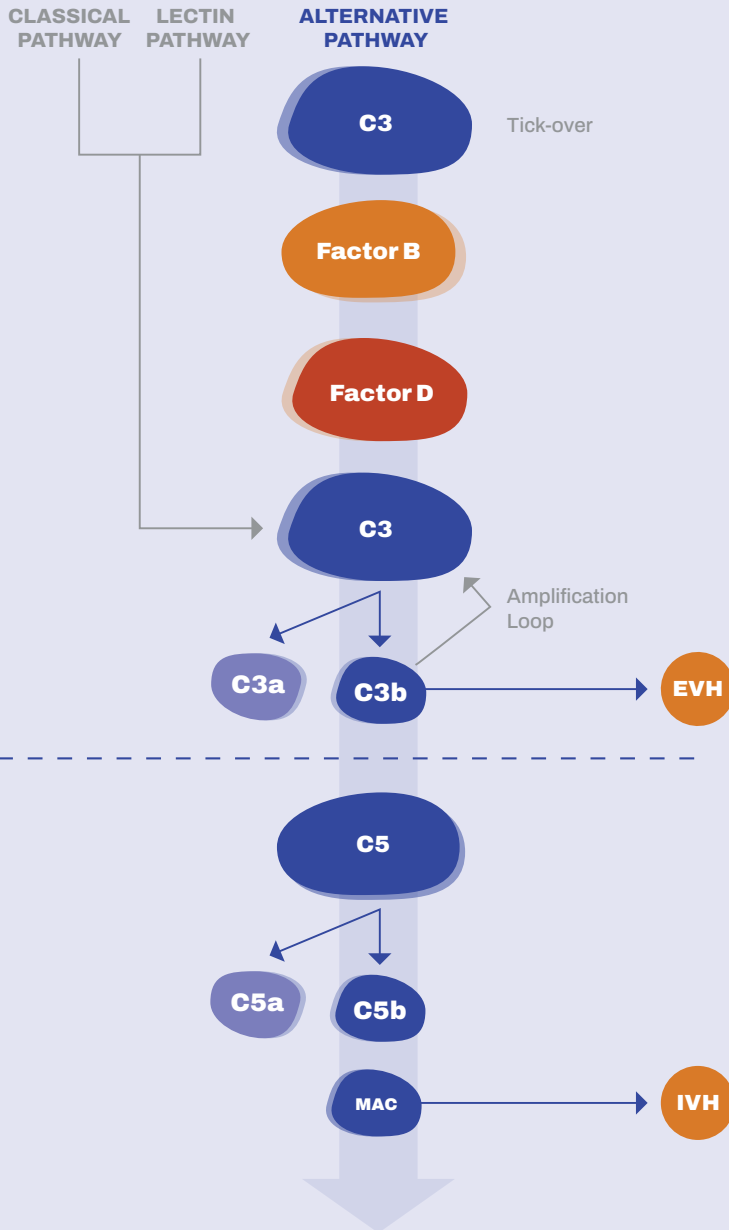 CLASSICAL
PATHWAY
LECTIN
PATHWAY
ALTERNATIVE
PATHWAY
C3
Tick-over
Factor B
Factor D
C3
Amplification
Loop
C3a
C3b
EVH
C5
C5a
C5b
MAC
IVH